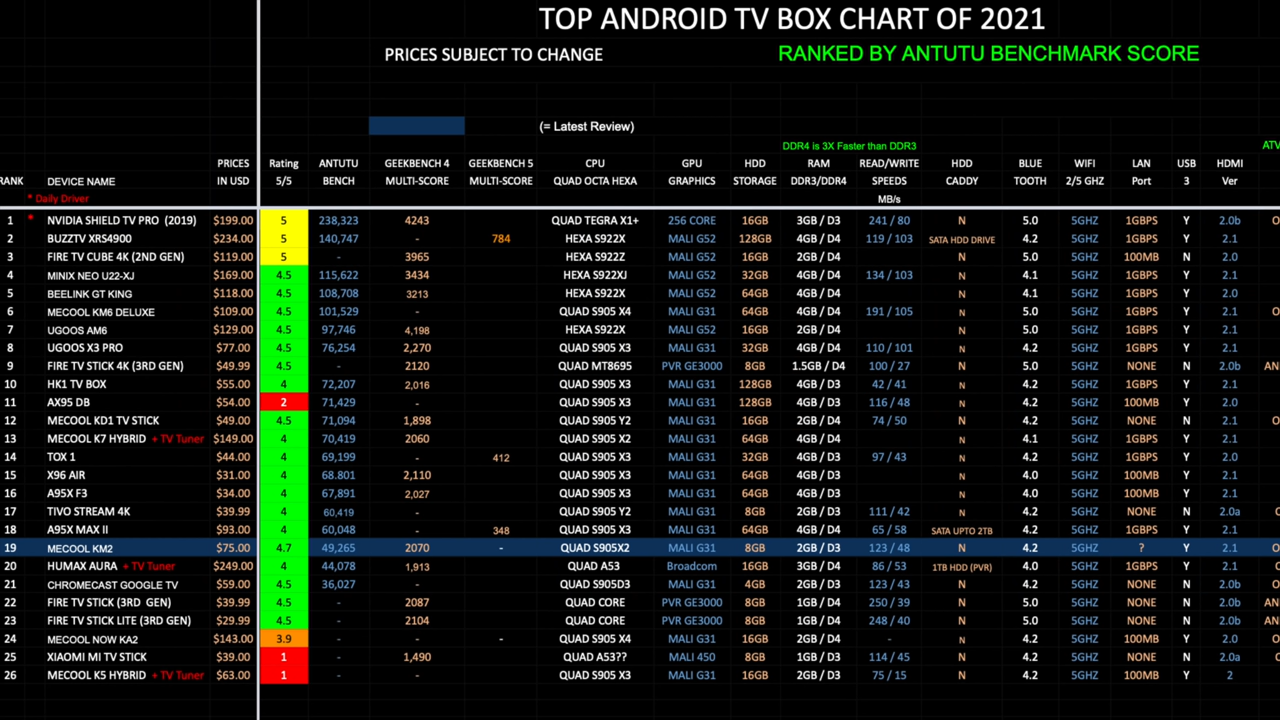 TOP ANDROID TV BOX CHART OF 2021
PRICES SUBJECT TO CHANGE RANKED BY ANTUTU BENCHMARK SCORE
(= Latest Review)
DDR4 is 3X Faster than DDR3
PRICES Rating ANTUTU GEEKBENCH 4 GEEKBENCH 5 CPU GPU HDD RAM READ/WRITE HDD BLUE WIFI LAN USB HDMI ATV
RANK DEVICE NAME IN USD 5/5 BENCH MULTI-SCORE MULTI-SCORE QUAD OCTA HEXA GRAPHICS STORAGE DDR3/DDR4 SPEEDS CADDY TOOTH 2/5 GHZ Port 3 Ver
* Daily Driver MB/s
1 * NVIDIA SHIELD TV PRO (2019) $199.00 5 238,323 4243 QUAD TEGRA X1+ 256 CORE 16GB 3GB / D3 241 / 80 N 5.0 5GHZ 1GBPS Y 2.0b
2 BUZZTV XRS4900 $234.00 5 140,747 - 784 HEXA S922X MALI G52 128GB 4GB / D4 119 / 103 SATA HDD DRIVE 4.2 5GHZ 1GBPS Y 2.1
3 FIRE TV CUBE 4K (2ND GEN) $119.00 5 - 3965 HEXA S922Z MALI G52 16GB 2GB / D4 N 5.0 5GHZ 100MB N 2.0
4 MINIX NEO U22-XJ $169.00 4.5 115,622 3434 HEXA S922XJ MALI G52 32GB 4GB / D4 134 / 103 N 4.1 5GHZ 1GBPS Y 2.1
5 BEELINK GT KING $118.00 4.5 108,708 3213 HEXA S922X MALI G52 64GB 4GB / D4 N 4.1 5GHZ 1GBPS Y 2.0
6 MECOOL KM6 DELUXE $109.00 4.5 101,529 - QUAD S905 X4 MALI G31 64GB 4GB / D4 191 / 105 N 5.0 5GHZ 1GBPS Y 2.1
7 UGOOS AM6 $129.00 4.5 97,746 4,198 HEXA S922X MALI G52 16GB 2GB / D4 N 5.0 5GHZ 1GBPS Y 2.1
8 UGOOS X3 PRO $77.00 4.5 76,254 2,270 QUAD S905 X3 MALI G31 32GB 4GB / D4 110 / 101 N 4.2 5GHZ 1GBPS Y 2.1
9 FIRE TV STICK 4K (3RD GEN) $49.99 4.5 - 2120 QUAD MT8695 PVR GE3000 8GB 1.5GB / D4 100 / 27 N 5.0 5GHZ NONE N 2.0b AN
10 HK1 TV BOX $55.00 4 72,207 2,016 QUAD S905 X3 MALI G31 128GB 4GB / D3 42 / 41 N 4.2 5GHZ 1GBPS Y 2.1
11 AX95 DB $54.00 2 71,429 - QUAD S905 X3 MALI G31 128GB 4GB / D3 116 / 48 N 4.2 5GHZ 100MB Y 2.0
12 MECOOL KD1 TV STICK $49.00 4.5 71,094 1,898 QUAD S905 Y2 MALI G31 16GB 2GB / D4 74 / 50 N 4.2 5GHZ NONE N 2.1
13 MECOOL K7 HYBRID + TV Tuner $149.00 4 70,419 2060 QUAD S905 X2 MALI G31 64GB 4GB / D4 N 4.1 5GHZ 1GBPS Y 2.1
14 TOX 1 $44.00 4 69,199 - 412 QUAD S905 X3 MALI G31 32GB 4GB / D3 97 / 43 N 4.2 5GHZ 1GBPS Y 2.1
15 X96 AIR $31.00 4 68.801 2,110 QUAD S905 X3 MALI G31 64GB 4GB / D3 N 4.0 5GHZ 100MB Y 2.1
16 A95X F3 $34.00 4 67,891 2,027 QUAD S905 X3 MALI G31 64GB 4GB / D3 N 4.0 5GHZ 100MB Y 2.1
17 TIVO STREAM 4K $39.99 4 60,419 - QUAD S905 Y2 MALI G31 8GB 2GB / D3 111 / 42 N 4.2 5GHZ NONE N 2.0a
18 A95X MAX II $93.00 4 60,048 - 348 QUAD S905 X3 MALI G31 64GB 4GB / D4 65 / 58 SATA UPTO 2TB 4.2 5GHZ 1GBPS Y 2.1
19 MECOOL KM2 $75.00 4.7 49,265 2070 - QUAD S905X2 MALI G31 8GB 2GB / D3 123 / 48 N 4.2 5GHZ ? Y 2.1
20 HUMAX AURA + TV Tuner $249.00 4 44,078 1,913 QUAD A53 Broadcom 16GB 3GB / D4 86 / 53 1TB HDD (PVR) 4.0 5GHZ 1GBPS Y 2.1
21 CHROMECAST GOOGLE TV $59.00 4.5 36,027 QUAD S905D3 MALI G31 4GB 2GB / D3 123 / 43 N 4.2 5GHZ NONE N 2.0b
22 FIRE TV STICK (3RD GEN) $39.99 4.5 - 2087 QUAD CORE PVR GE3000 8GB 1GB / D4 250 / 39 N 5.0 5GHZ NONE N 2.0b AN
23 FIRE TV STICK LITE (3RD GEN) $29.99 4.5 - 2104 QUAD CORE PVR GE3000 8GB 1GB / D4 248 / 40 N 5.0 5GHZ NONE N 2.0b AN
24 MECOOL NOW KA2 $143.00 3.9 - - - QUAD S905 X4 MALI G31 16GB 2GB / D4 - N 4.2 5GHZ 100MB Y 2.0
25 XIAOMI MI TV STICK $39.00 1 - 1,490 QUAD A53?? MALI 450 8GB 1GB / D3 114 / 45 N 4.2 5GHZ NONE N 2.0a
26 MECOOL K5 HYBRID + TV Tuner $63.00 1 - - QUAD S905 X3 MALI G31 16GB 2GB / D3 75 / 15 N 4.2 5GHZ 100MB Y 2